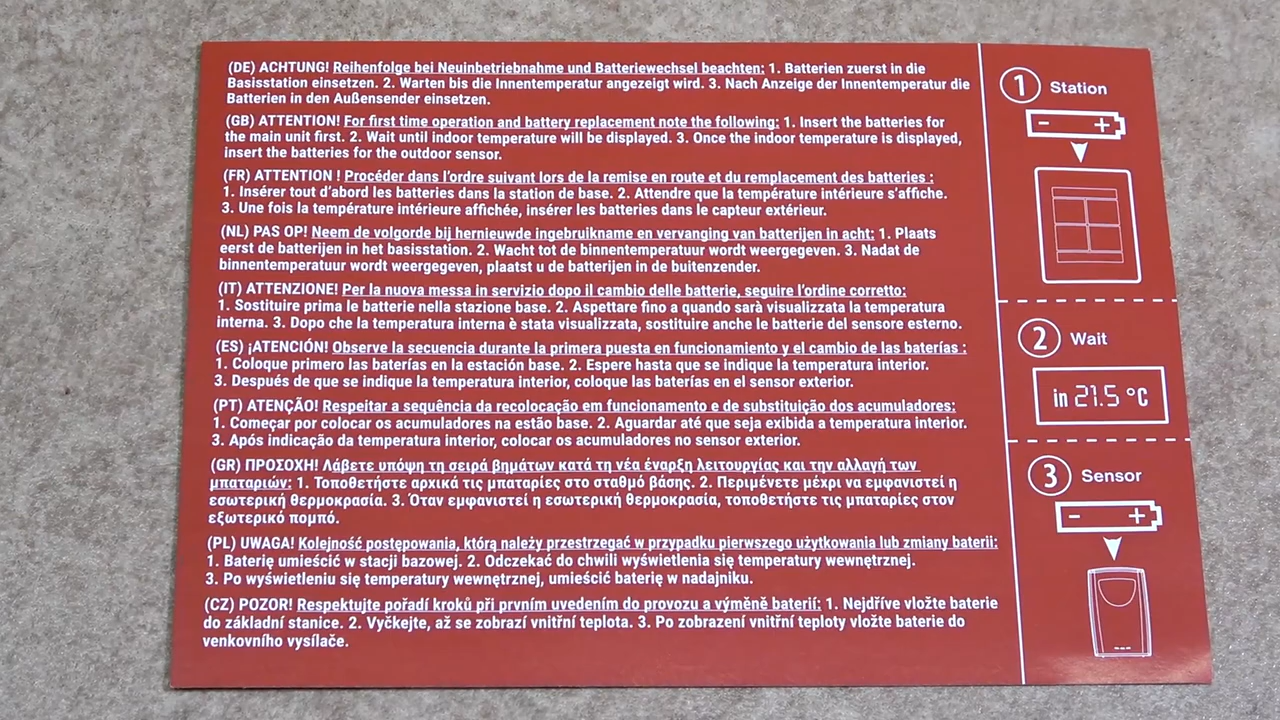 (DE) ACHTUNG! Reihenfolge bei Neuinbetriebnahme und Batteriewechsel beachten: 1. Batterien zuerst in die
Basisstation einsetzen. 2. Warten bis die Innentemperatur angezeigt wird. 3. Nach Anzeige der Innentemperatur die
Batterien in den Außensender einsetzen.
(GB) ATTENTION! For first time operation and battery replacement note the following: 1. Insert the batteries for
the main unit first. 2. Wait until indoor temperature will be displayed. 3. Once the indoor temperature is displayed,
insert the batteries for the outdoor sensor.
(FR) ATTENTION ! Procéder dans l'ordre suivant lors de la remise en route et du remplacement des batteries :
1. Insérer tout d'abord les batteries dans la station de base. 2. Attendre que la température intérieure s'affiche.
3. Une fois la température intérieure affichée, insérer les batteries dans le capteur extérieur.
(NL) PAS OP! Neem de volgorde bij hernieuwde ingebruikname en vervanging van batterijen in acht: 1. Plaats
eerst de batterijen in het basisstation. 2. Wacht tot de binnentemperatuur wordt weergegeven. 3. Nadat de
binnentemperatuur wordt weergegeven, plaatst u de batterijen in de buitenzender.
(IT) ATTENZIONE! Per la nuova messa in servizio dopo il cambio delle batterie, seguire l'ordine corretto:
1. Sostituire prima le batterie nella stazione base. 2. Aspettare fino a quando sarà visualizzata la temperatura
interna. 3. Dopo che la temperatura interna è stata visualizzata, sostituire anche le batterie del sensore esterno.
(ES) ¡ATENCIÓN! Observe la secuencia durante la primera puesta en funcionamiento y el cambio de las baterías :
1. Coloque primero las baterías en la estación base. 2. Espere hasta que se indique la temperatura interior.
3. Después de que se indique la temperatura interior, coloque las baterías en el sensor exterior.
(PT) ATENÇÃO! Respeitar a sequência da recolocação em funcionamento e de substituição dos acumuladores:
1. Começar por colocar os acumuladores na estão base. 2. Aguardar até que seja exibida a temperatura interior.
3. Após indicação da temperatura interior, colocar os acumuladores no sensor exterior.
(GR) ΠΡΟΣΟΧΗ! Λάβετε υπόψη τη σειρά βημάτων κατά τη νέα έναρξη λειτουργίας και την αλλαγή των
μπαταριών: 1. Τοποθετήστε αρχικά τις μπαταρίες στο σταθμό βάσης. 2. Περιμένετε μέχρι να εμφανιστεί η
εσωτερική θερμοκρασία. 3. Όταν εμφανιστεί η εσωτερική θερμοκρασία, τοποθετήστε τις μπαταρίες στον
εξωτερικό πομπό.
(PL) UWAGA! Kolejność postępowania, którą należy przestrzegać w przypadku pierwszego użytkowania lub zmiany baterii:
1. Baterię umieścić w stacji bazowej. 2. Odczekać do chwili wyświetlenia się temperatury wewnętrznej.
3. Po wyświetleniu się temperatury wewnętrznej, umieścić baterię w nadajniku.
(CZ) POZOR! Respektujte pořadí kroků při prvním uvedením do provozu a výměně baterií: 1. Nejdříve vložte baterie
do základní stanice. 2. Vyčkejte, až se zobrazí vnitřní teplota. 3. Po zobrazení vnitřní teploty vložte baterie do
venkovního vysílače.
1 Station
- +
2 Wait
in 21.5 °C
3 Sensor
- +